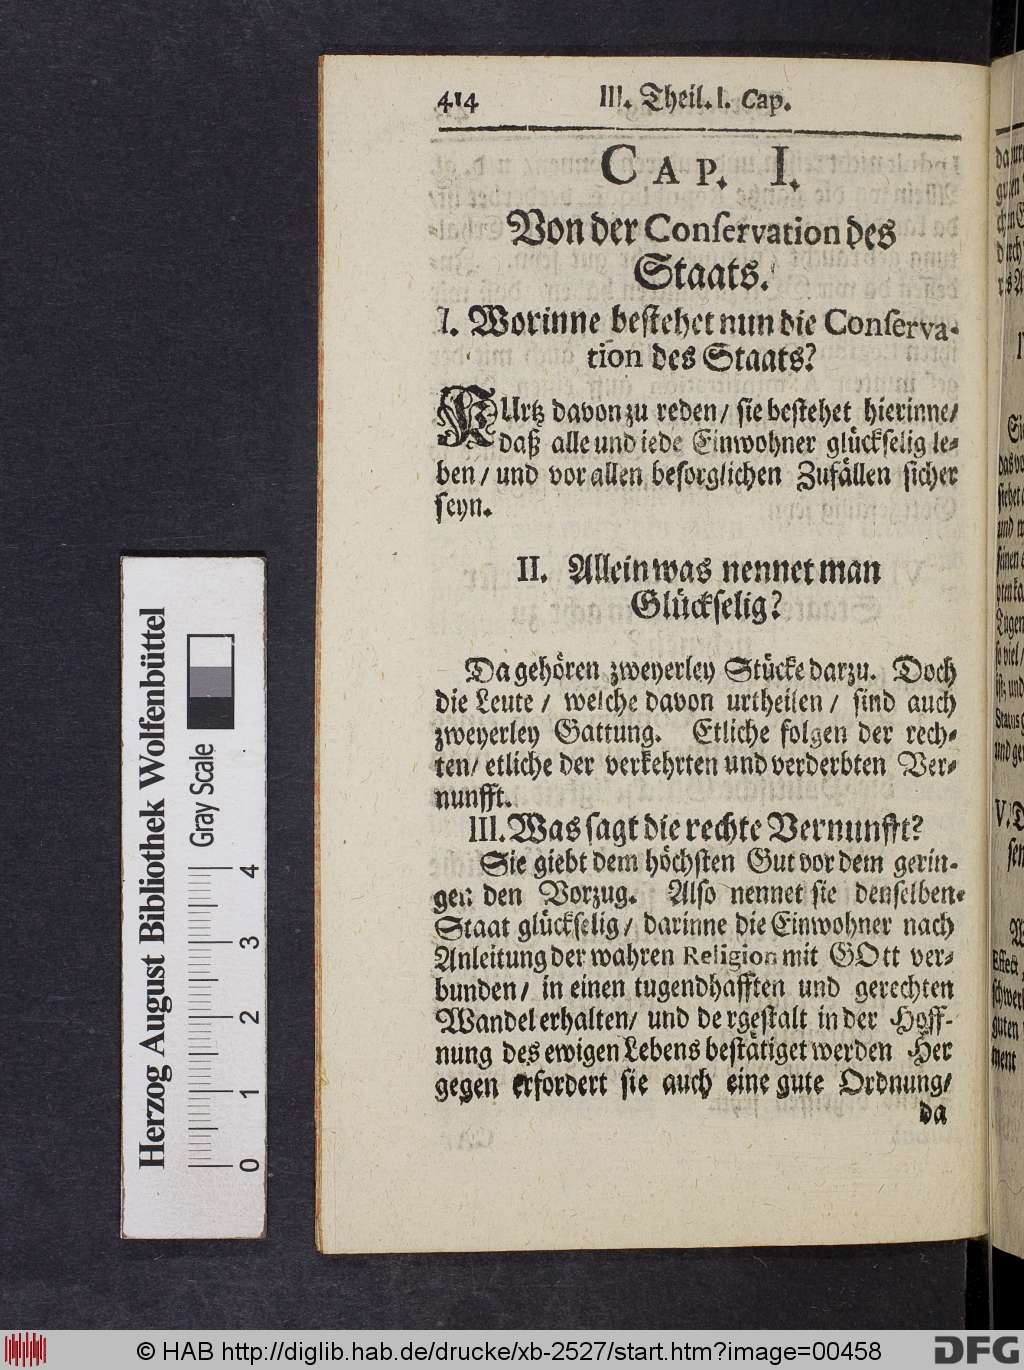 414 III. Theil. I. Cap.
CAP. I.
Von der Conſervation des
Staats.
I. Worinne beſtehet nun die Conſerva-
tion des Staats?
KUrtz davon zu reden/ ſie beſtehet hierinne/
daß alle und iede Einwohner glückſelig le-
ben/ und vor allen beſorglichen Zufällen ſicher
ſeyn.
II. Allein was nennet man
Glückſelig?
Da gehören zweyerley Stücke darzu. Doch
die Leute/ welche davon urtheilen/ ſind auch
zweyerley Gattung. Etliche folgen der rech-
ten/ etliche der verkehrten und verderbten Ver-
nunfft.
III. Was ſagt die rechte Vernunfft?
Sie giebt dem höchſten Gut vor dem gerin-
gen den Vorzug. Alſo nennet ſie denſelben
Staat glückſelig/ darinne die Einwohner nach
Anleitung der wahren Religion mit GOtt ver-
bunden/ in einen tugendhafften und gerechten
Wandel erhalten/ und dergeſtalt in der Hoff-
nung des ewigen Lebens beſtätiget werden Her
gegen erfordert ſie auch eine gute Ordnung/
da
Herzog August Bibliothek Wolfenbüttel
Gray Scale
0 1 2 3 4
© HAB http://diglib.hab.de/drucke/xb-2527/start.htm?image=00458
DFG